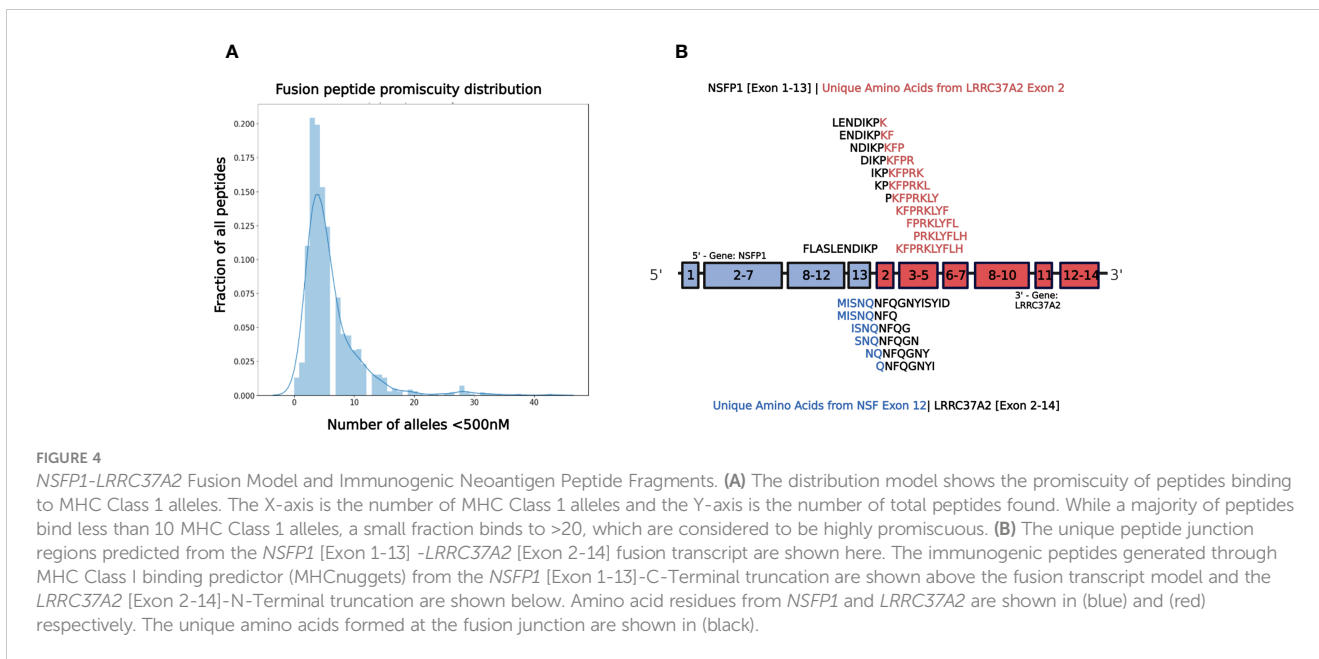 A
Fusion peptide promiscuity distribution
0.200
0.175
0.150
0.125
0.100
0.075
0.050
0.025
0.000
Fraction of all peptides
0 10 20 30 40
Number of alleles <500nM
B
NSFP1 [Exon 1-13] | Unique Amino Acids from LRRC37A2 Exon 2
LENDIKPK
ENDIKPKF
NDIKPKFP
DIKPKFPR
IKPKFPRK
KPKFPRKL
PKFPRKLY
KFPRKLYF
FPRKLYFL
PRKLYFLH
FLASLENDIKP KFPRKLYFLH
5' - Gene: NSFP1
5' 1 2-7 8-12 13 2 3-5 6-7 8-10 11 12-14 3'
3' - Gene:
LRRC37A2
MISNQNFQGNYISYID
MISNQNFQ
ISNQNFQG
SNQNFQGN
NQNFQGNY
QNFQGNYI
Unique Amino Acids from NSF Exon 12| LRRC37A2 [Exon 2-14]
FIGURE 4
NSFP1-LRRC37A2 Fusion Model and Immunogenic Neoantigen Peptide Fragments. (A) The distribution model shows the promiscuity of peptides binding
to MHC Class 1 alleles. The X-axis is the number of MHC Class 1 alleles and the Y-axis is the number of total peptides found. While a majority of peptides
bind less than 10 MHC Class 1 alleles, a small fraction binds to >20, which are considered to be highly promiscuous. (B) The unique peptide junction
regions predicted from the NSFP1 [Exon 1-13] -LRRC37A2 [Exon 2-14] fusion transcript are shown here. The immunogenic peptides generated through
MHC Class I binding predictor (MHCnuggets) from the NSFP1 [Exon 1-13]-C-Terminal truncation are shown above the fusion transcript model and the
LRRC37A2 [Exon 2-14]-N-Terminal truncation are shown below. Amino acid residues from NSFP1 and LRRC37A2 are shown in (blue) and (red)
respectively. The unique amino acids formed at the fusion junction are shown in (black).